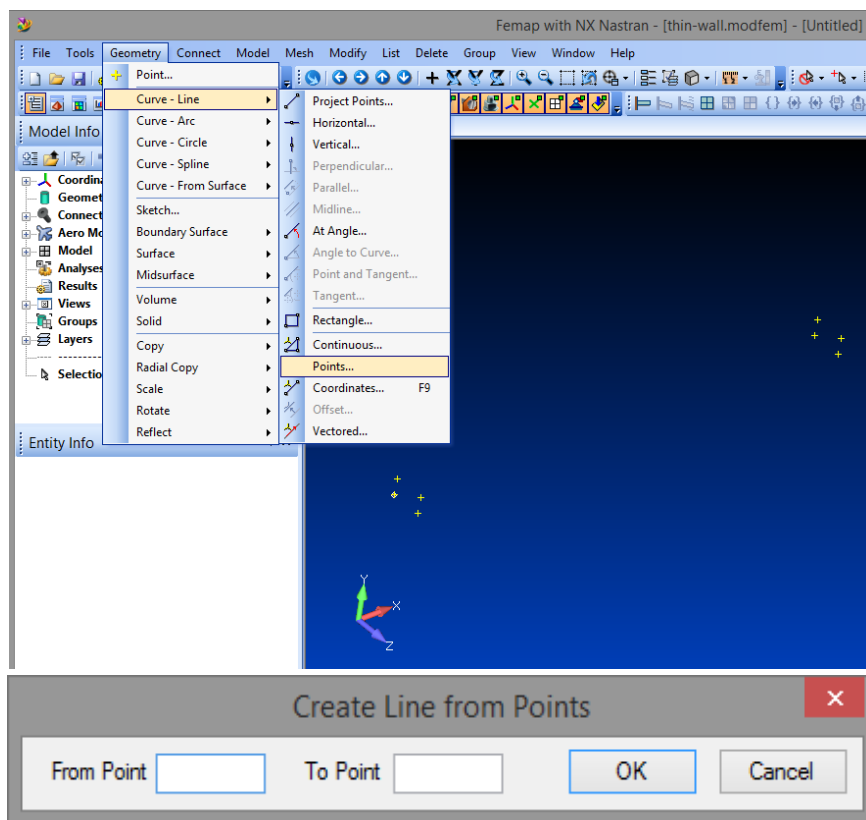 Femap with NX Nastran - [thin-wall.modfem] - [Untitled]
File Tools Geometry Connect Model Mesh Modify List Delete Group View Window Help
Model Info
Geometry
Point...
Curve - Line
Curve - Arc
Curve - Circle
Curve - Spline
Curve - From Surface
Sketch...
Boundary Surface
Surface
Midsurface
Volume
Solid
Copy
Radial Copy
Scale
Rotate
Reflect
Project Points...
Horizontal...
Vertical...
Perpendicular...
Parallel...
Midline...
At Angle...
Angle to Curve...
Point and Tangent...
Tangent...
Rectangle...
Continuous...
Points...
Coordinates... F9
Offset...
Vectored...
Coordina
Geomet
Connect
Aero Mo
Model
Analyses
Results
Views
Groups
Layers
Selectio
Entity Info
Y
X
Z
Create Line from Points
From Point To Point OK Cancel